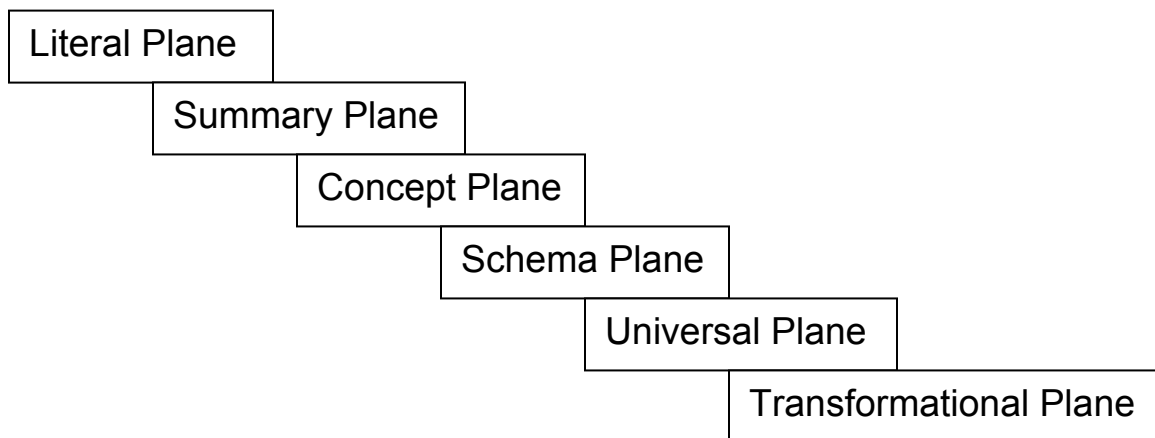 Literal Plane
Summary Plane
Concept Plane
Schema Plane
Universal Plane
Transformational Plane